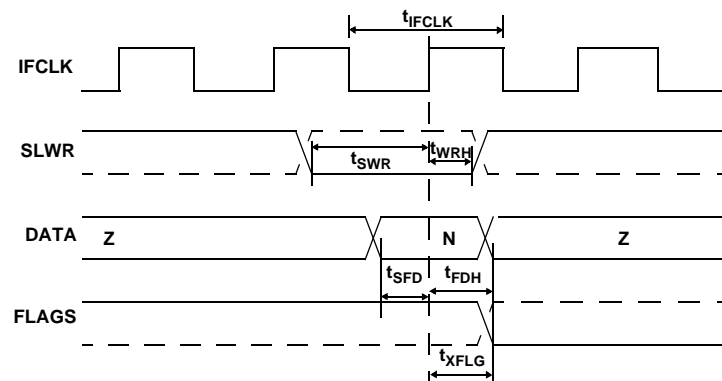 tIFCLK
IFCLK
SLWR
tSWR
tWRH
DATA
Z
N
Z
tSFD
tFDH
FLAGS
tXFLG